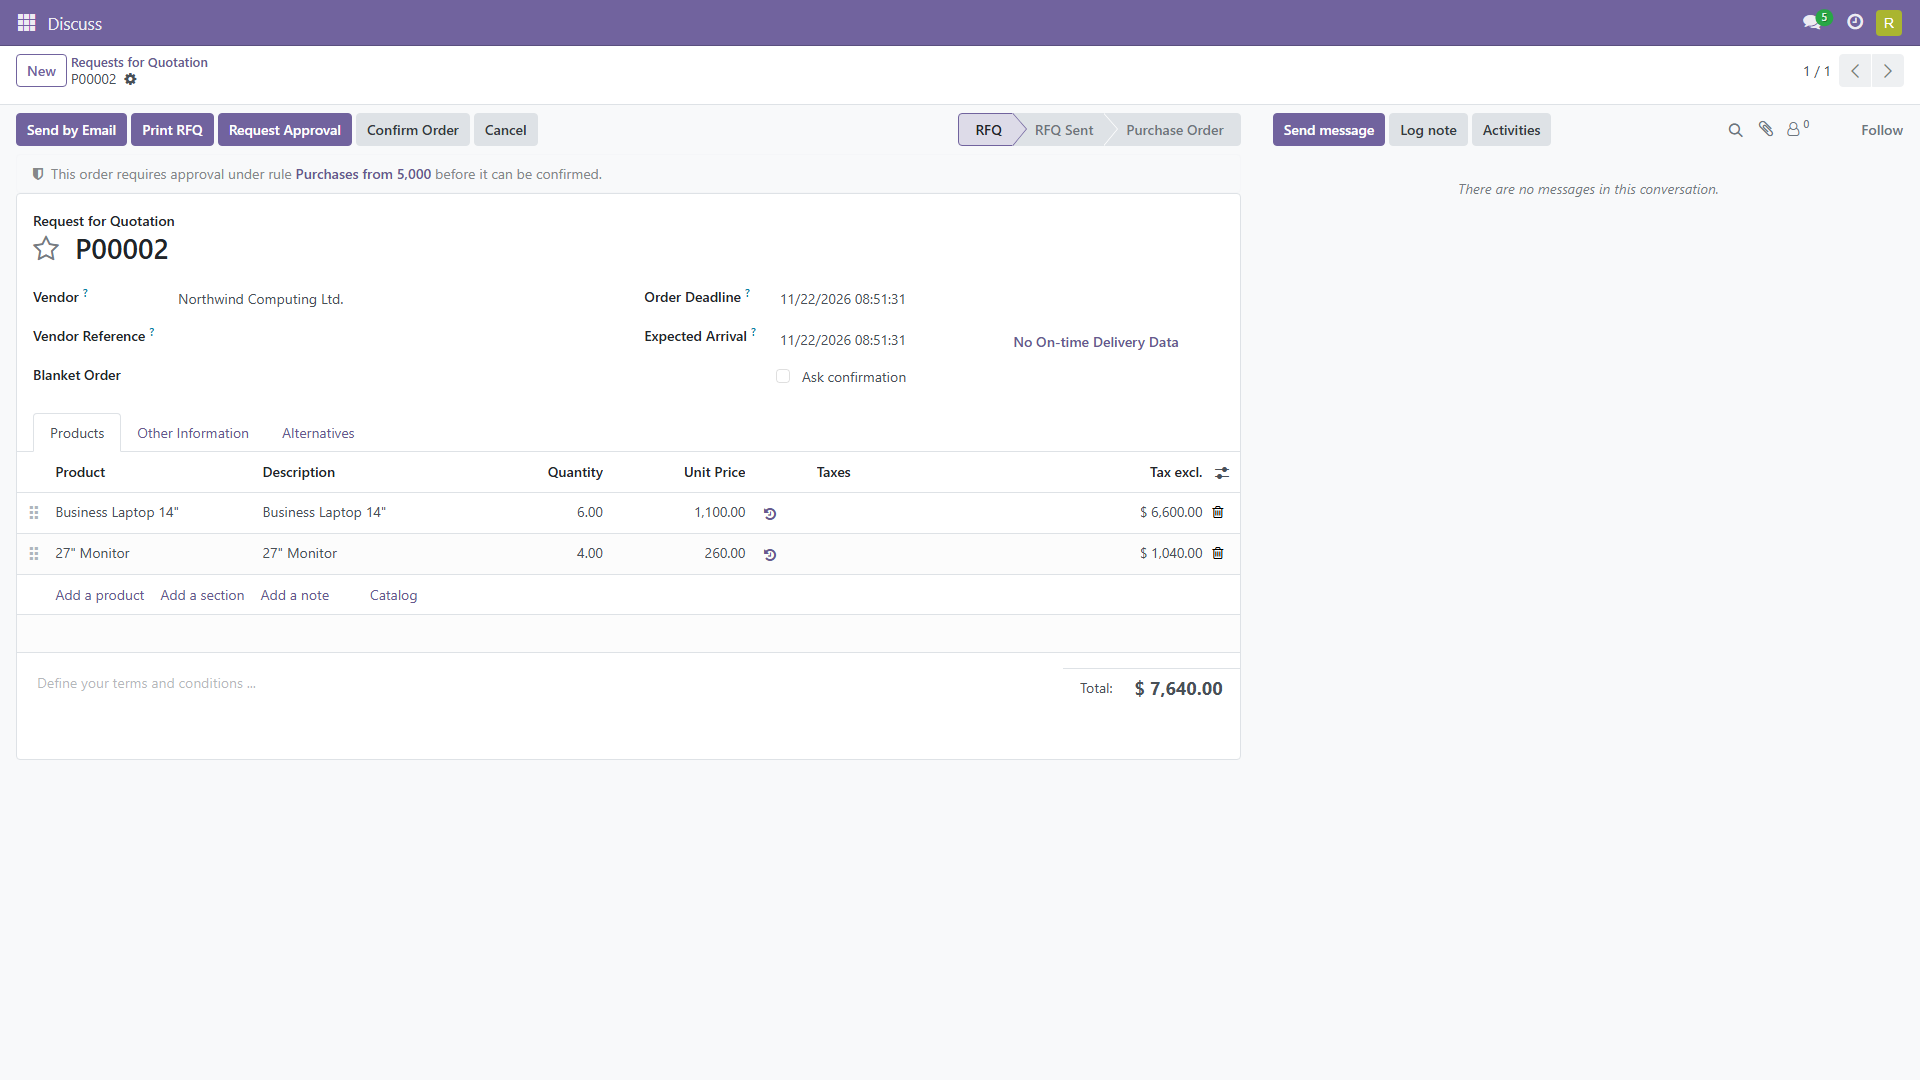 Discuss
5
R
New
Requests for Quotation
P00002
1 / 1
Send by Email
Print RFQ
Request Approval
Confirm Order
Cancel
RFQ
RFQ Sent
Purchase Order
Send message
Log note
Activities
0
Follow
This order requires approval under rule Purchases from 5,000 before it can be confirmed.
There are no messages in this conversation.
Request for Quotation
P00002
Vendor ?
Northwind Computing Ltd.
Order Deadline ?
11/22/2026 08:51:31
Vendor Reference ?
Expected Arrival ?
11/22/2026 08:51:31
No On-time Delivery Data
Blanket Order
Ask confirmation
Products
Other Information
Alternatives
Product
Description
Quantity
Unit Price
Taxes
Tax excl.
Business Laptop 14"
Business Laptop 14"
6.00
1,100.00
$ 6,600.00
27" Monitor
27" Monitor
4.00
260.00
$ 1,040.00
Add a product
Add a section
Add a note
Catalog
Define your terms and conditions ...
Total:
$ 7,640.00